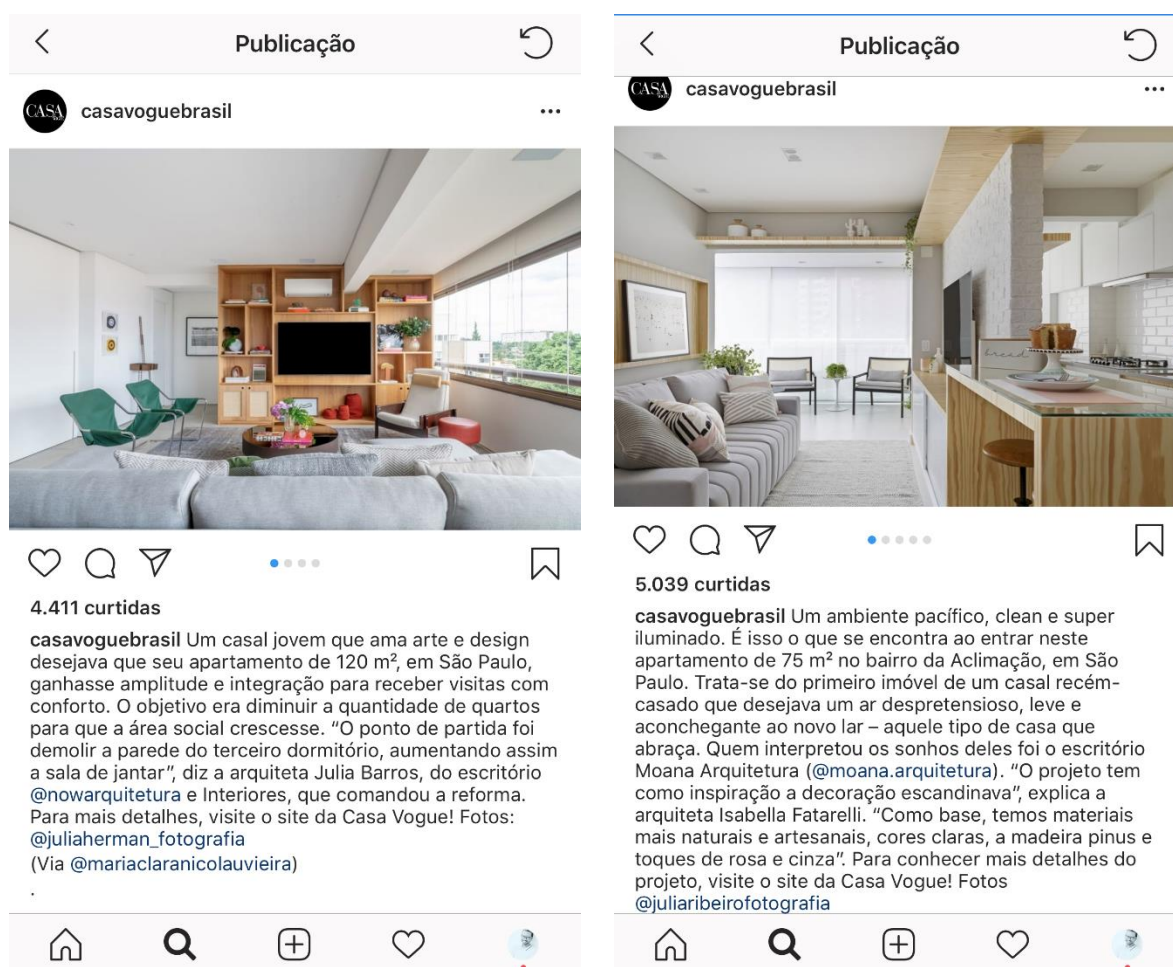 Publicação
casavoguebrasil
4.411 curtidas
casavoguebrasil Um casal jovem que ama arte e design
desejava que seu apartamento de 120 m², em São Paulo,
ganhasse amplitude e integração para receber visitas com
conforto. O objetivo era diminuir a quantidade de quartos
para que a área social crescesse. “O ponto de partida foi
demolir a parede do terceiro dormitório, aumentando assim
a sala de jantar”, diz a arquiteta Julia Barros, do escritório
@nowarquitetura e Interiores, que comandou a reforma.
Para mais detalhes, visite o site da Casa Vogue! Fotos:
@juliaherman_fotografia
(Via @mariaclaranicolauvieira)
.
Publicação
CASA
casavoguebrasil
bread
5.039 curtidas
casavoguebrasil Um ambiente pacífico, clean e super
iluminado. É isso o que se encontra ao entrar neste
apartamento de 75 m² no bairro da Aclimação, em São
Paulo. Trata-se do primeiro imóvel de um casal recém-
casado que desejava um ar despretensioso, leve e
aconchegante ao novo lar – aquele tipo de casa que
abraça. Quem interpretou os sonhos deles foi o escritório
Moana Arquitetura (@moana.arquitetura). “O projeto tem
como inspiração a decoração escandinava”, explica a
arquiteta Isabella Fatarelli. “Como base, temos materiais
mais naturais e artesanais, cores claras, a madeira pinus e
toques de rosa e cinza”. Para conhecer mais detalhes do
projeto, visite o site da Casa Vogue! Fotos
@juliaribeirofotografia